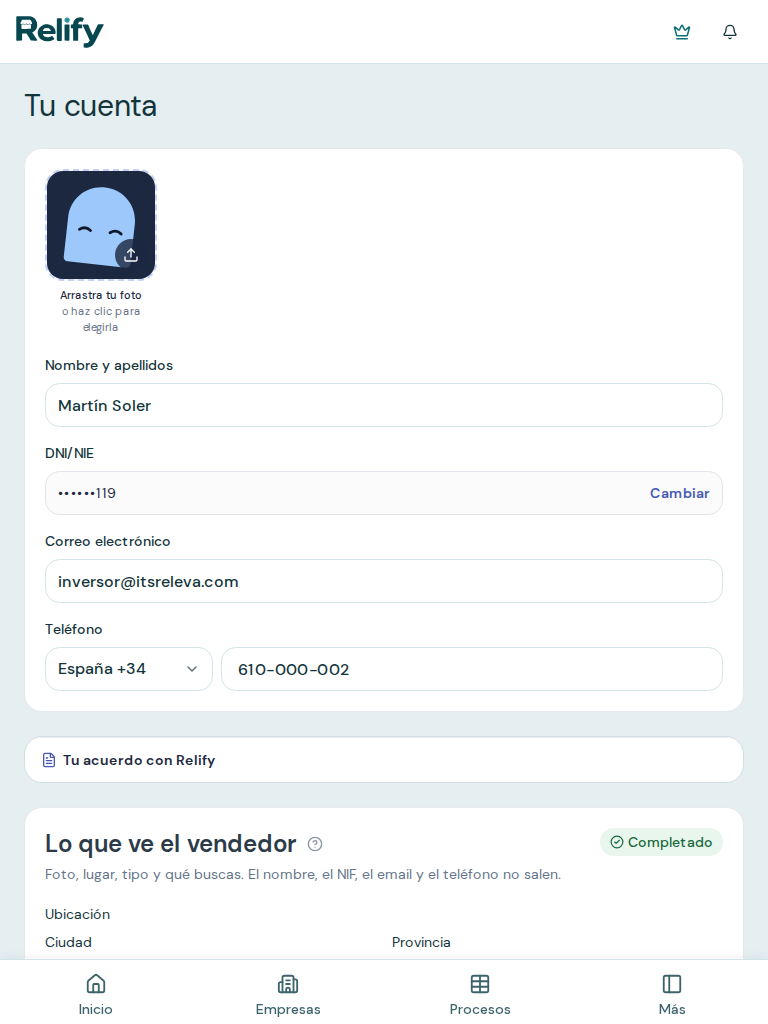 Relify
Tu cuenta
Arrastra tu foto
o haz clic para
elegirla
Nombre y apellidos
Martín Soler
DNI/NIE
••••••119
Cambiar
Correo electrónico
inversor@itsreleva.com
Teléfono
España +34
610-000-002
Tu acuerdo con Relify
Lo que ve el vendedor
Completado
Foto, lugar, tipo y qué buscas. El nombre, el NIF, el email y el teléfono no salen.
Ubicación
Ciudad
Provincia
Inicio
Empresas
Procesos
Más